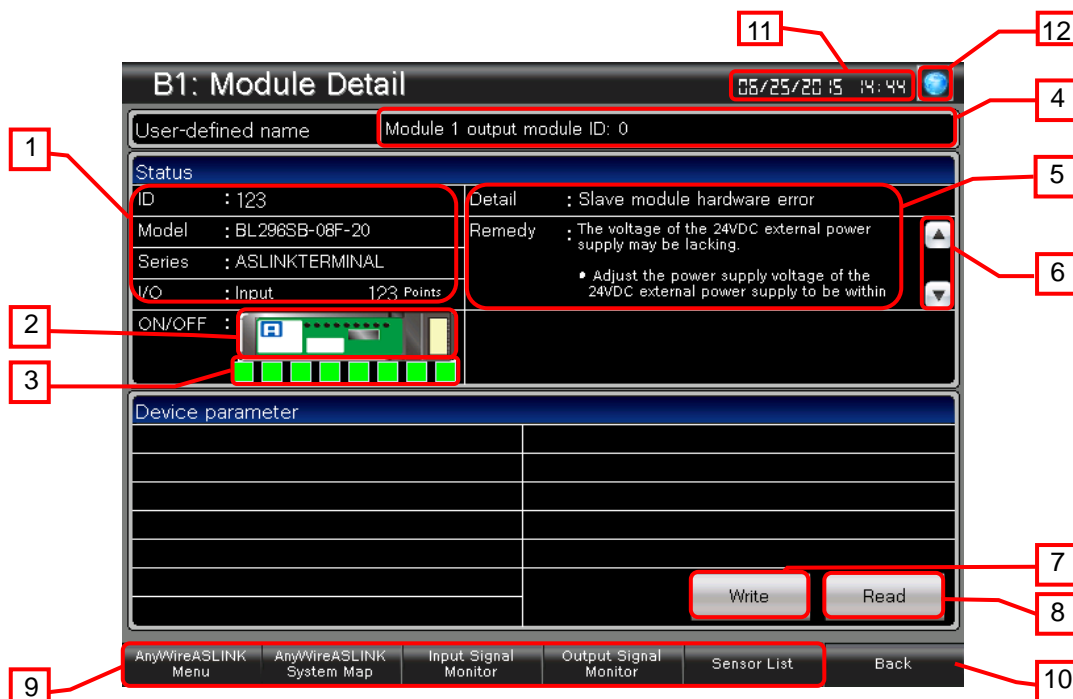 11
12
B1: Module Detail
06/25/2015 14:44
4
User-defined name
Module 1 output module ID: 0
1
Status
5
ID : 123
Detail : Slave module hardware error
Model : BL296SB-08F-20
Remedy : The voltage of the 24VDC external power
supply may be lacking.
Series : ASLINKTERMINAL
• Adjust the power supply voltage of the
24VDC external power supply to be within
6
I/O : Input 123 Points
2
ON/OFF :
A
3
Device parameter
7
Write
Read
8
AnyWireASLINK
Menu
AnyWireASLINK
System Map
Input Signal
Monitor
Output Signal
Monitor
Sensor List
Back
9
10